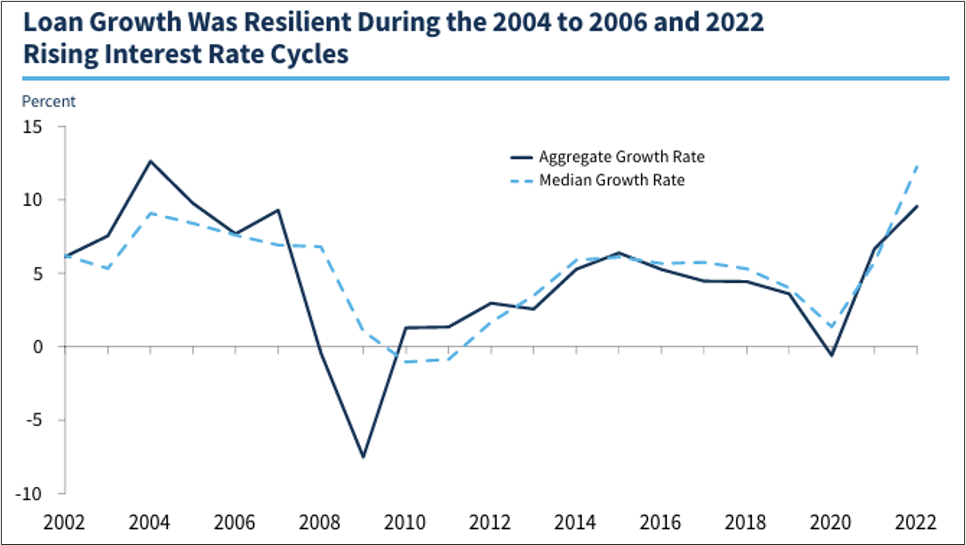 Loan Growth Was Resilient During the 2004 to 2006 and 2022
Rising Interest Rate Cycles
Percent
15
10
5
0
-5
-10
Aggregate Growth Rate
Median Growth Rate
2002 2004 2006 2008 2010 2012 2014 2016 2018 2020 2022